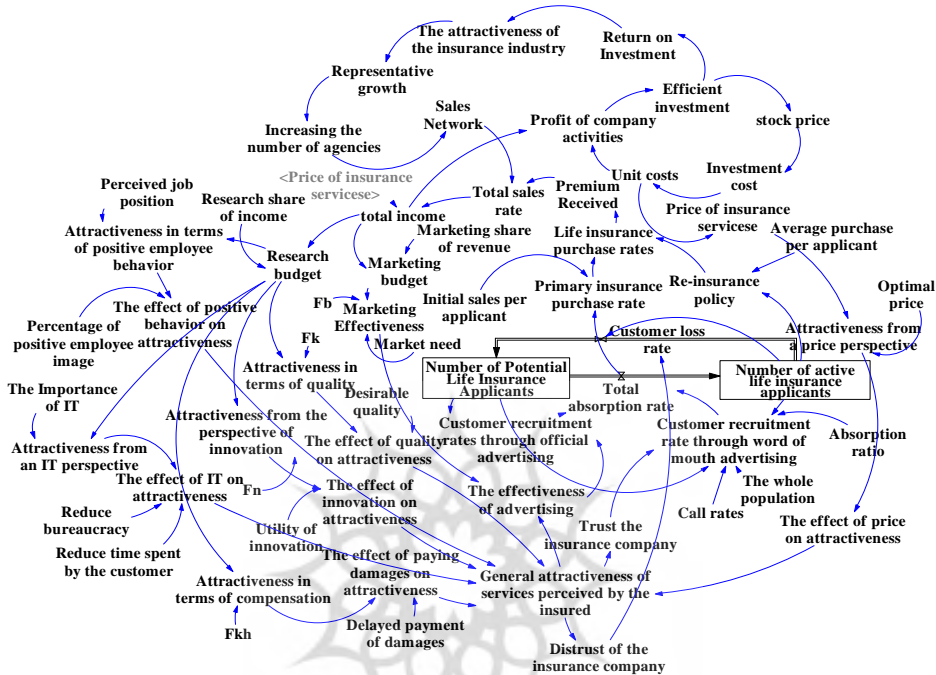 The attractiveness of
the insurance industry
Return on
Investment
Representative
growth
Efficient
investment
Sales
Network
Profit of company
activities
stock price
Increasing the
number of agencies
<Price of insurance
servicese>
Perceived job
position
Research share
of income
total income
Total sales
rate
Premium
Received
Unit costs
Investment
cost
Price of insurance
servicese
Attractiveness in terms
of positive employee
behavior
Marketing share
of revenue
Life insurance
purchase rates
Average purchase
per applicant
Research
budget
Marketing
budget
Re-insurance
policy
Optimal
price
The effect of positive
behavior on
attractiveness
Fb
Marketing
Effectiveness
Initial sales per
applicant
Primary insurance
purchase rate
Percentage of
positive employee
image
Fk
Market need
Customer loss
rate
Attractiveness from
a price perspective
Attractiveness in
terms of quality
Number of Potential
Life Insurance
Applicants
Number of active
life insurance
applicants
The Importance
of IT
Desirable
quality
Total
absorption rate
Attractiveness from the
perspective of
innovation
Customer recruitment
rates through official
advertising
Customer recruitment
rate through word of
mouth advertising
Absorption
ratio
Attractiveness from
an IT perspective
The effect of quality
on attractiveness
The effect of IT on
attractiveness
Fn
The effect of
innovation on
attractiveness
The effectiveness
of advertising
The whole
population
Call rates
Reduce
bureaucracy
Utility of
innovation
Trust the
insurance company
The effect of price
on attractiveness
Reduce time spent
by the customer
The effect of paying
damages on
attractiveness
Attractiveness in
terms of compensation
General attractiveness of
services perceived by the
insured
Fkh
Delayed payment
of damages
Distrust of the
insurance company